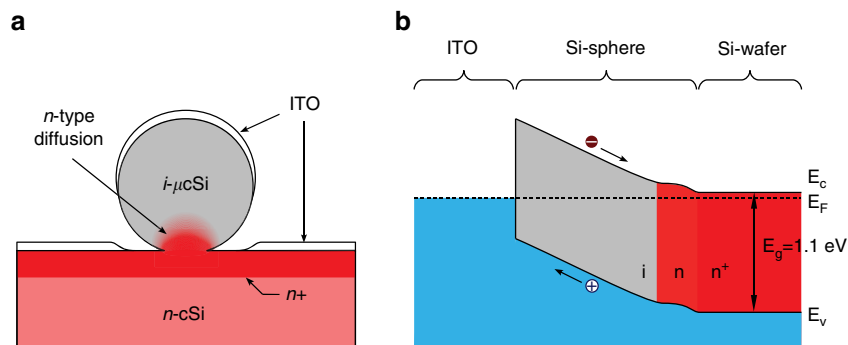 a
n-type
diffusion
ITO
i-μcSi
n+
n-cSi
b
ITO
Si-sphere
Si-wafer
−
E_c
E_F
E_g=1.1 eV
i
n
n⁺
+
E_v